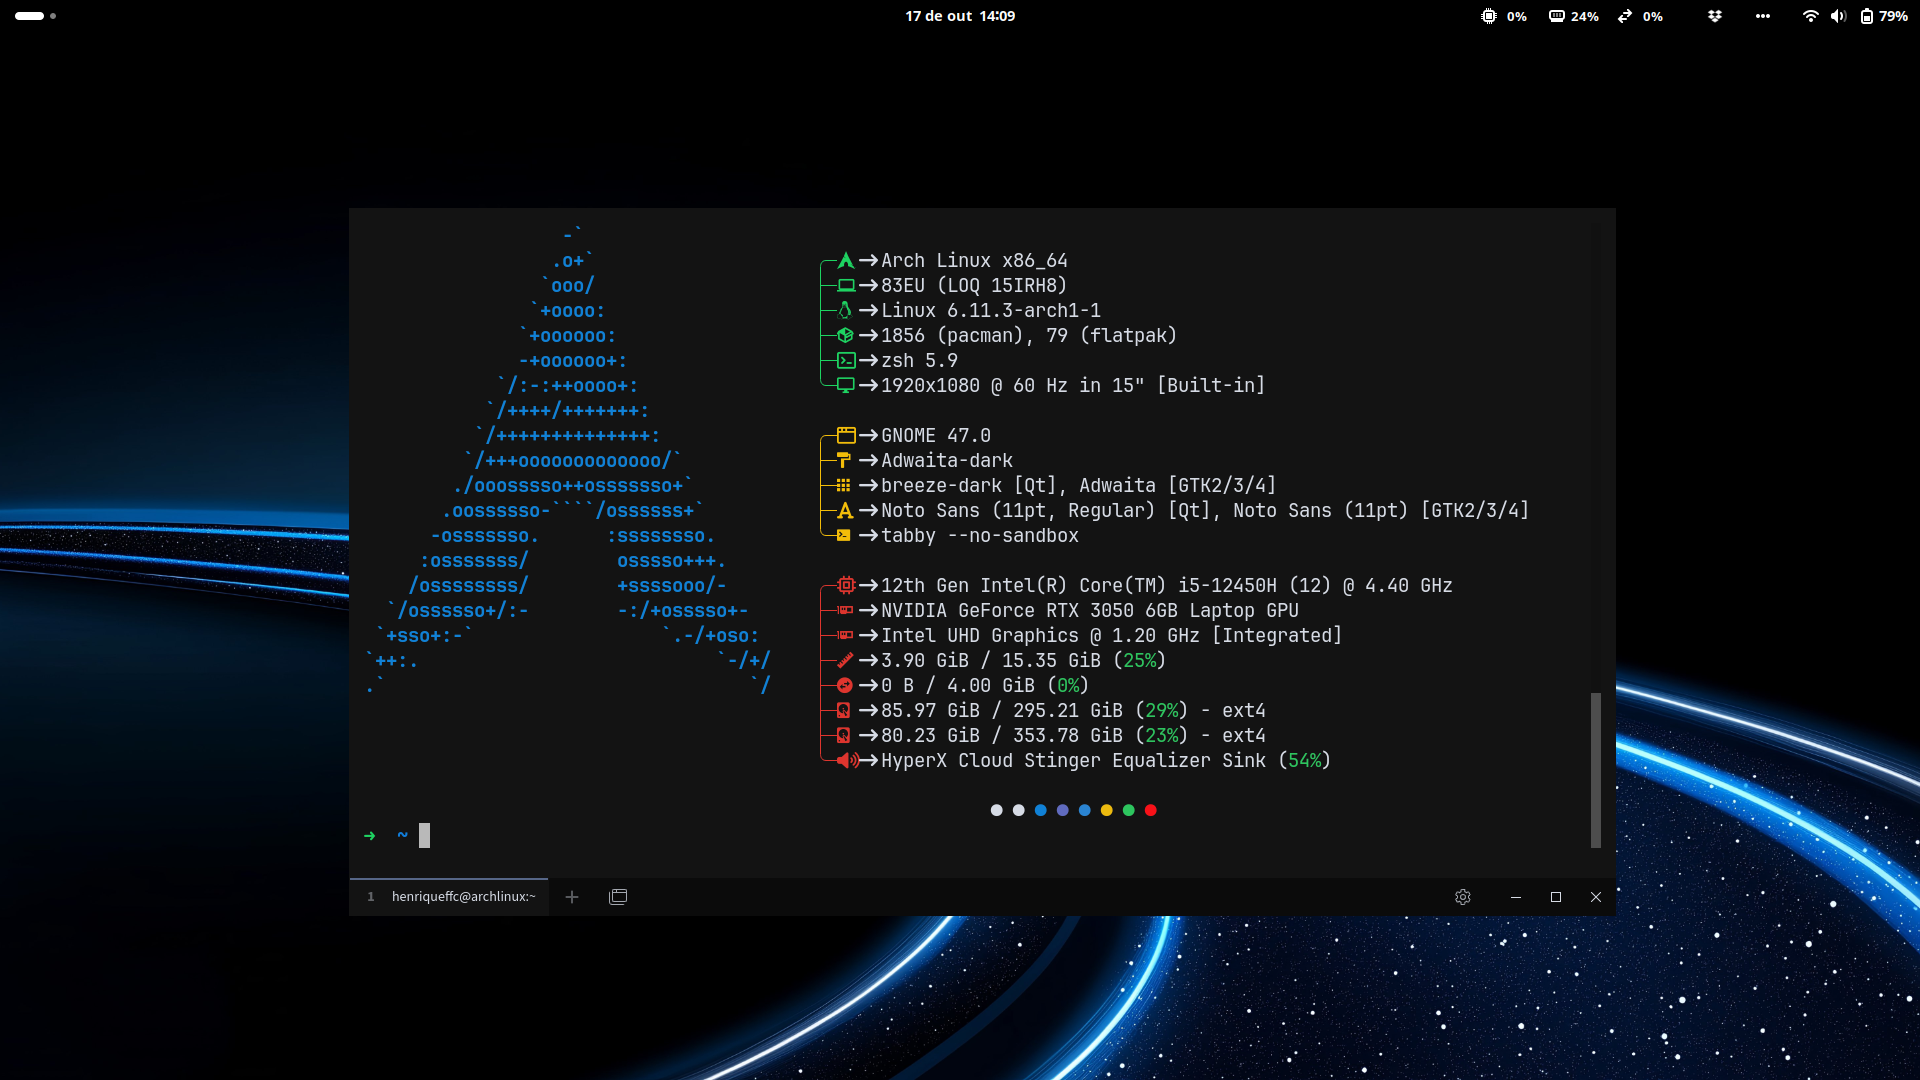 17 de out 14:09
0% 24% 0% 79%
-`
.o+`
`ooo/
`+oooo:
`+oooooo:
-+oooooo+:
`/:-:++oooo+:
`/++++/+++++++:
`/++++++++++++++:
`/+++ooooooooooooo/`
./ooosssso++osssssso+`
.oossssso-````/ossssss+`
-osssssso. :ssssssso.
:osssssss/ osssso+++.
/ossssssss/ +ssssooo/-
`/ossssso+/:- -:/+osssso+-
`+sso+:-` `.-/+oso:
`++:. `-/+/
.` `/
Arch Linux x86_64
83EU (LOQ 15IRH8)
Linux 6.11.3-arch1-1
1856 (pacman), 79 (flatpak)
zsh 5.9
1920x1080 @ 60 Hz in 15" [Built-in]
GNOME 47.0
Adwaita-dark
breeze-dark [Qt], Adwaita [GTK2/3/4]
Noto Sans (11pt, Regular) [Qt], Noto Sans (11pt) [GTK2/3/4]
tabby --no-sandbox
12th Gen Intel(R) Core(TM) i5-12450H (12) @ 4.40 GHz
NVIDIA GeForce RTX 3050 6GB Laptop GPU
Intel UHD Graphics @ 1.20 GHz [Integrated]
3.90 GiB / 15.35 GiB (25%)
0 B / 4.00 GiB (0%)
85.97 GiB / 295.21 GiB (29%) - ext4
80.23 GiB / 353.78 GiB (23%) - ext4
HyperX Cloud Stinger Equalizer Sink (54%)
➜ ~
1 henriqueffc@archlinux:~